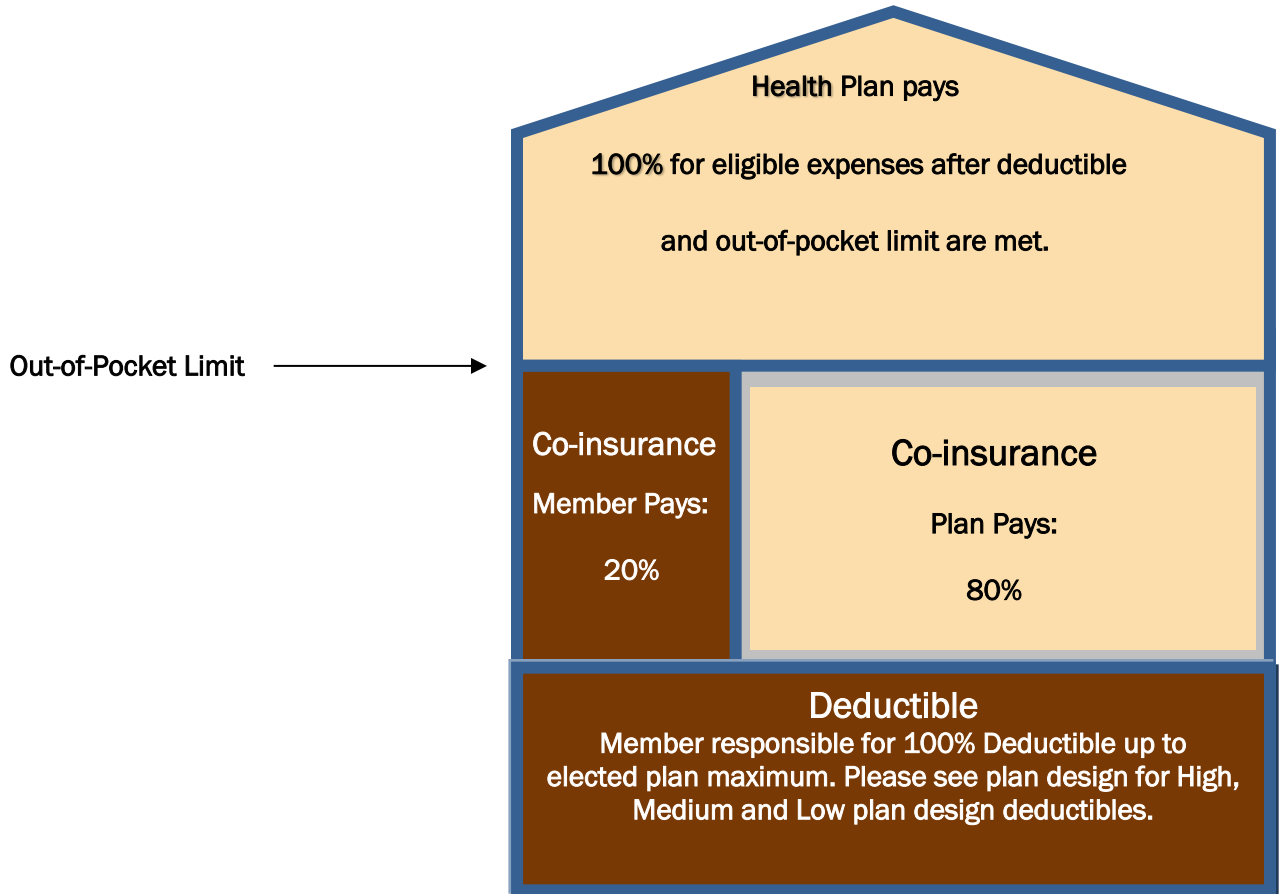 Health Plan pays
100% for eligible expenses after deductible
and out-of-pocket limit are met.
Out-of-Pocket Limit
Co-insurance
Member Pays:
20%
Co-insurance
Plan Pays:
80%
Deductible
Member responsible for 100% Deductible up to
elected plan maximum. Please see plan design for High,
Medium and Low plan design deductibles.